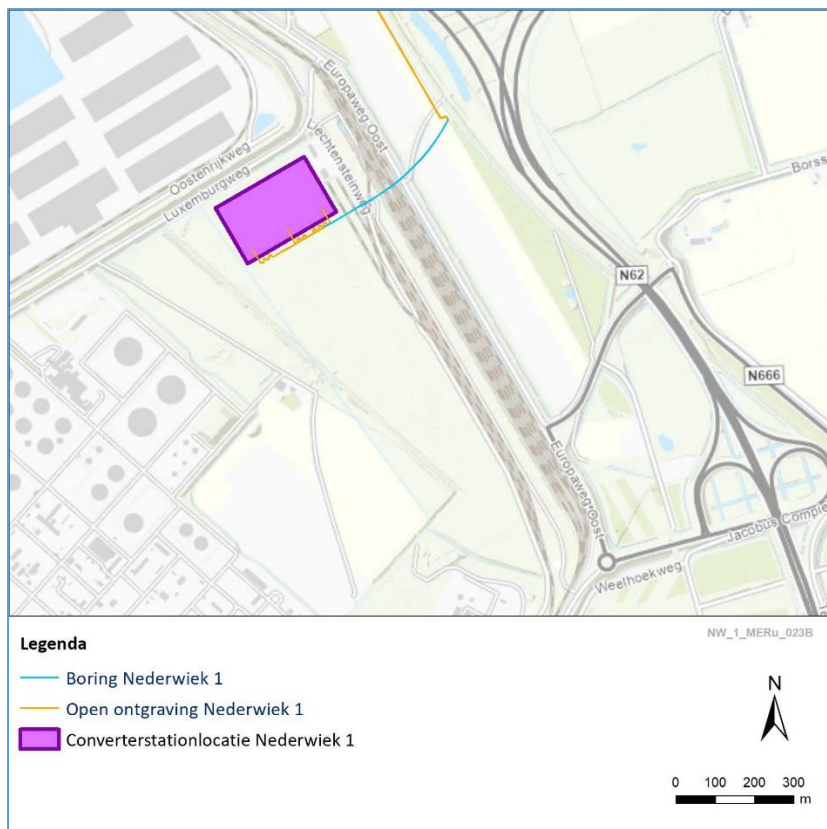 Europaweg Oost
Oostenrijkweg
Luxemburgweg
Liechtensteinweg
Borss
N62
N666
Europaweg-Oost
Jacobus Compie
Weelhoekweg
NW_1_MERu_023B
Legenda
Boring Nederwiek 1
Open ontgraving Nederwiek 1
Converterstationlocatie Nederwiek 1
N
0 100 200 300
m